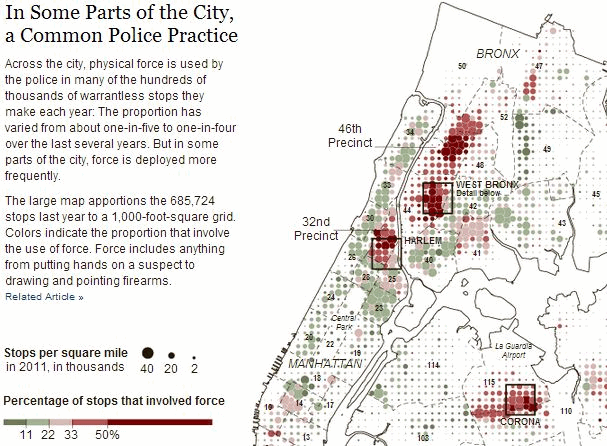 In Some Parts of the City,
a Common Police Practice
Across the city, physical force is used by
the police in many of the hundreds of
thousands of warrantless stops they
make each year: The proportion has
varied from about one-in-five to one-in-four
over the last several years. But in some
parts of the city, force is deployed more
frequently.
The large map apportions the 685,724
stops last year to a 1,000-foot-square grid.
Colors indicate the proportion that involve
the use of force. Force includes anything
from putting hands on a suspect to
drawing and pointing firearms.
Related Article »
Stops per square mile
in 2011, in thousands
40 20 2
Percentage of stops that involved force
11 22 33 50%
BRONX
50
47
52
46th
Precinct
34
49
48
33
WEST BRONX
Detail below
45
44
42
30
32nd
Precinct
HARLEM
41
26
40
28
25
24
23
Central
Park
20
22
19
MANHATTAN
La Guardia
Airport
114
115
18
17
10
14
13
CORONA
110
108